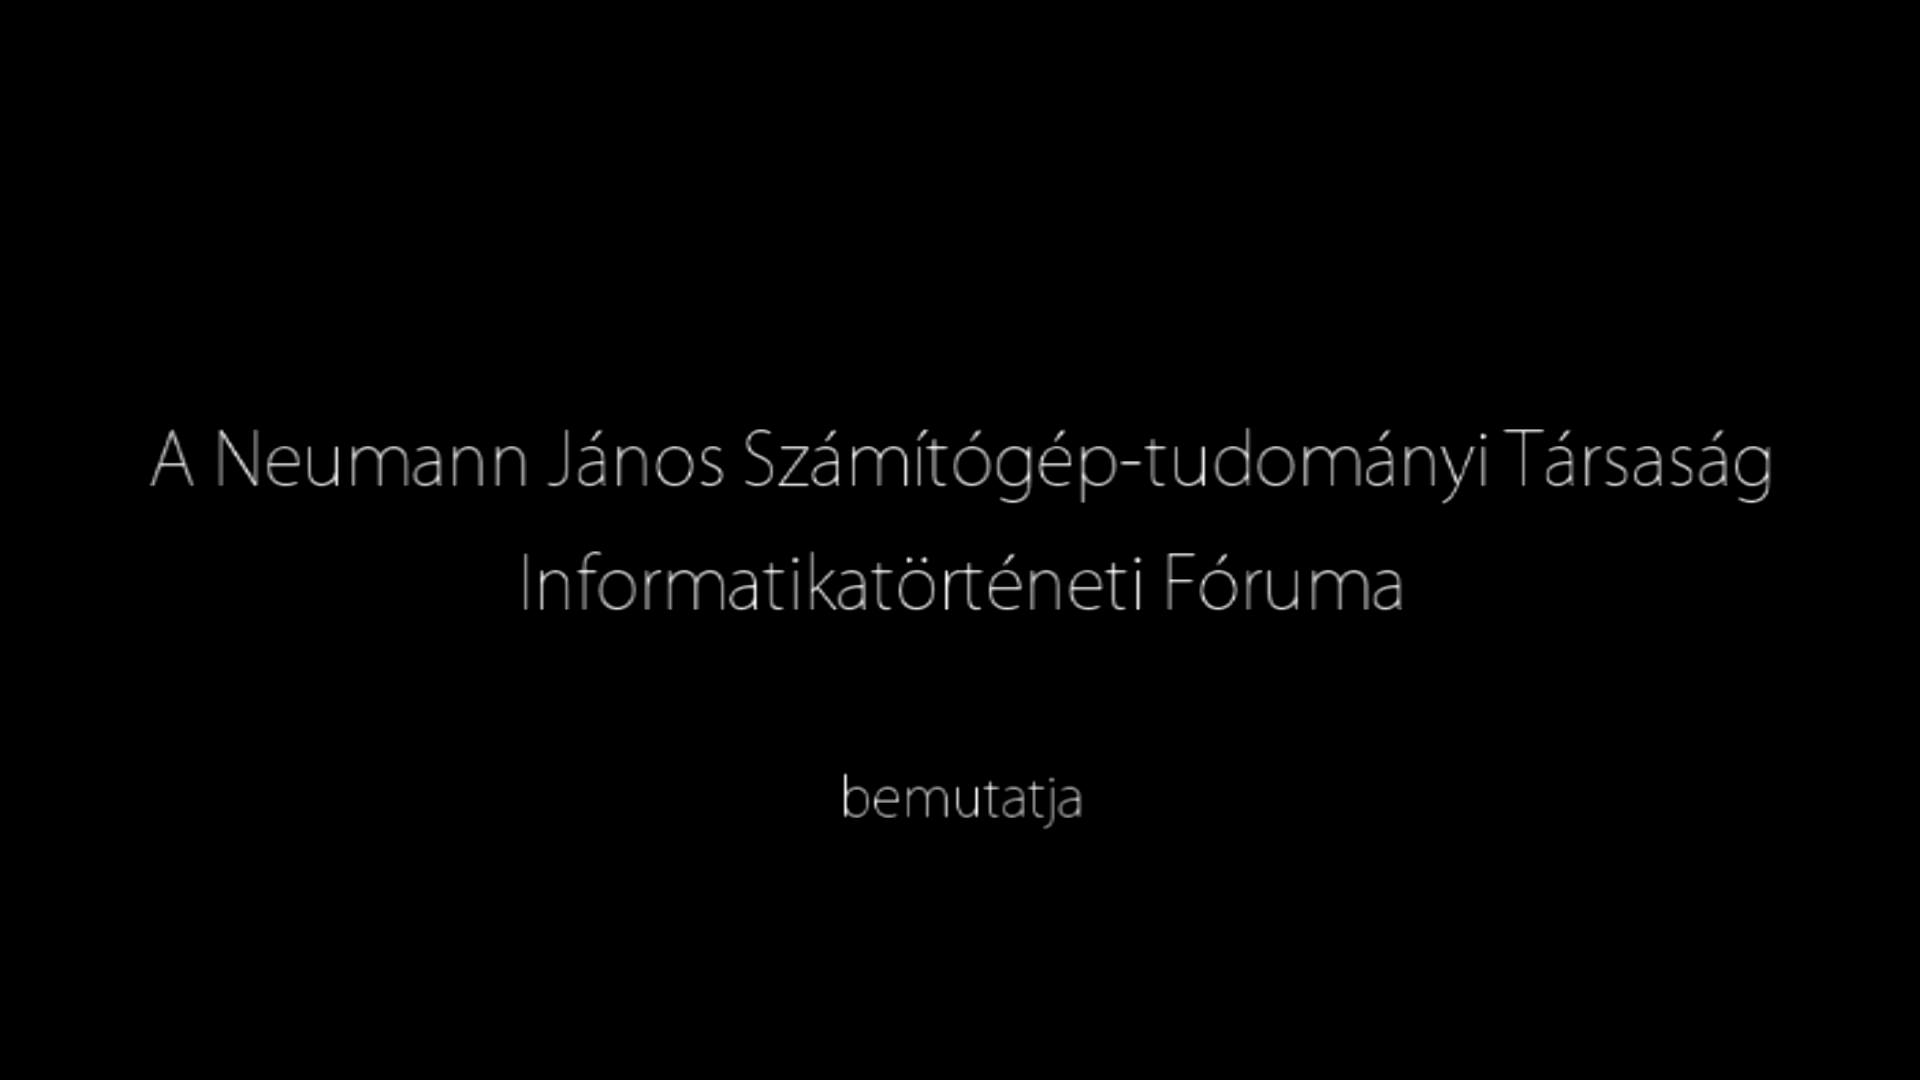 A Neumann János Számítógép-tudományi Társaság
Informatikatörténeti Fóruma
bemutatja